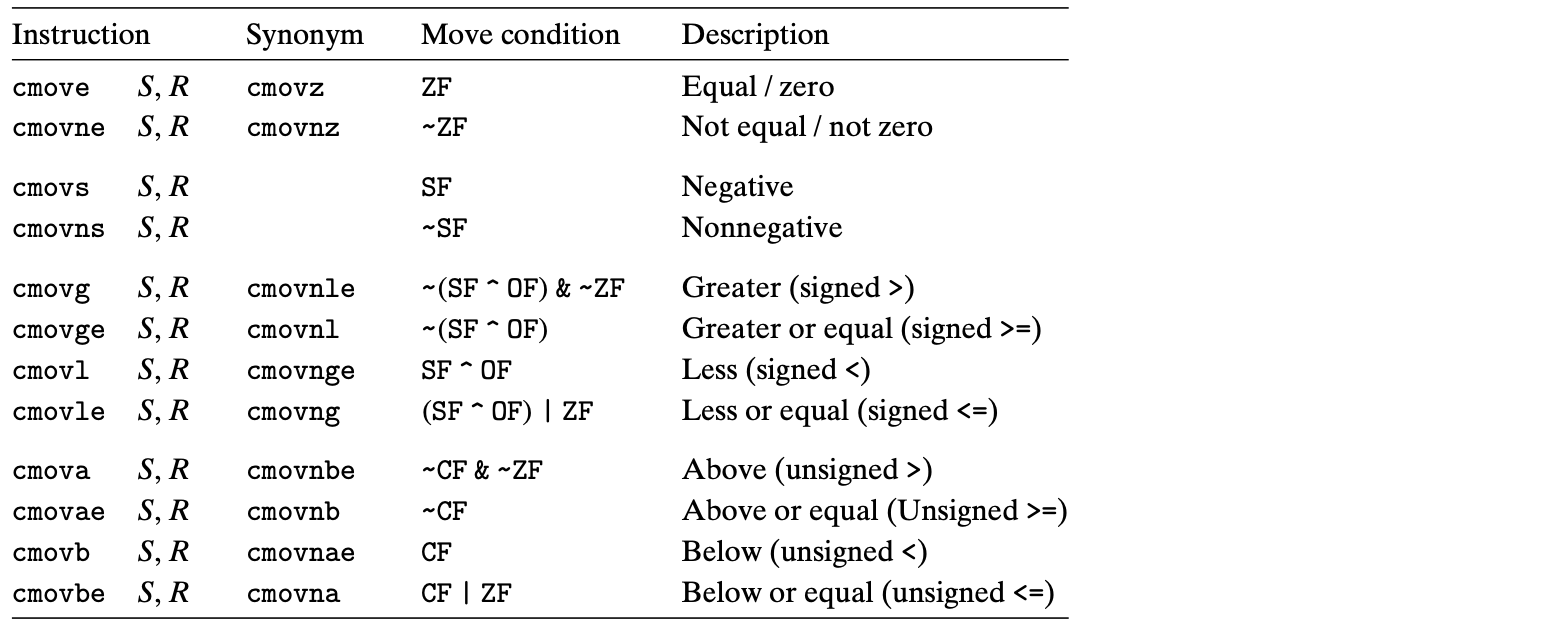 Instruction Synonym Move condition Description
cmove S, R cmovz ZF Equal / zero
cmovne S, R cmovnz ~ZF Not equal / not zero
cmovs S, R SF Negative
cmovns S, R ~SF Nonnegative
cmovg S, R cmovnle ~(SF ^ OF) & ~ZF Greater (signed >)
cmovge S, R cmovnl ~(SF ^ OF) Greater or equal (signed >=)
cmovl S, R cmovnge SF ^ OF Less (signed <)
cmovle S, R cmovng (SF ^ OF) | ZF Less or equal (signed <=)
cmova S, R cmovnbe ~CF & ~ZF Above (unsigned >)
cmovae S, R cmovnb ~CF Above or equal (Unsigned >=)
cmovb S, R cmovnae CF Below (unsigned <)
cmovbe S, R cmovna CF | ZF Below or equal (unsigned <=)